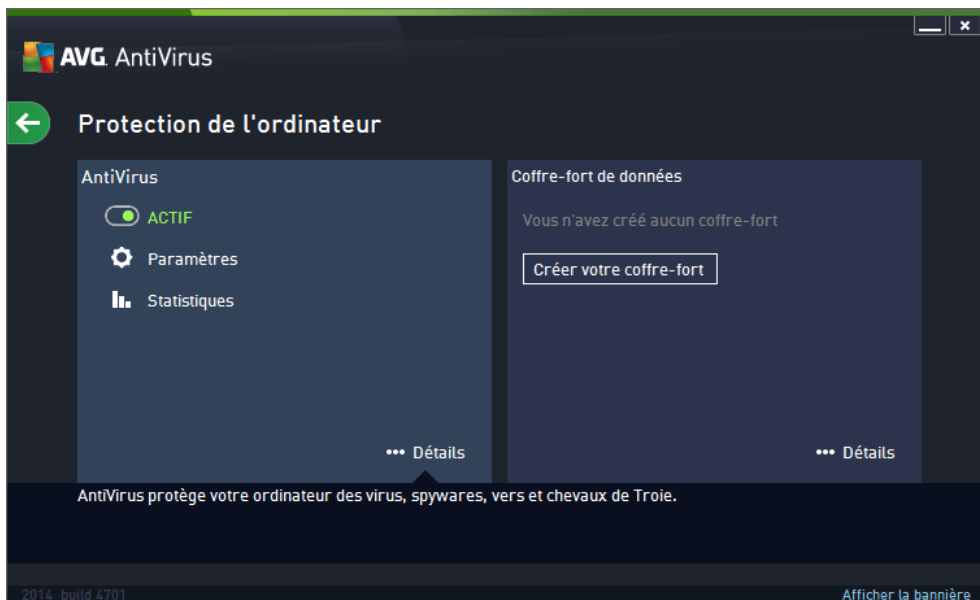 AVG. AntiVirus
Protection de l'ordinateur
AntiVirus
ACTIF
Paramètres
Statistiques
••• Détails
Coffre-fort de données
Vous n'avez créé aucun coffre-fort
Créer votre coffre-fort
••• Détails
AntiVirus protège votre ordinateur des virus, spywares, vers et chevaux de Troie.
2014 build 4701
Afficher la bannière